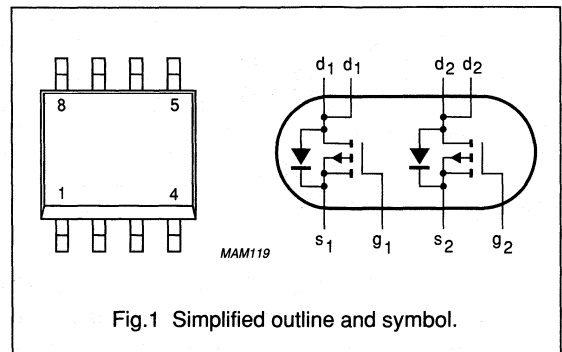 d1 d1 d2 d2
8 5
1 4
s1 g1 s2 g2
MAM119
Fig.1 Simplified outline and symbol.